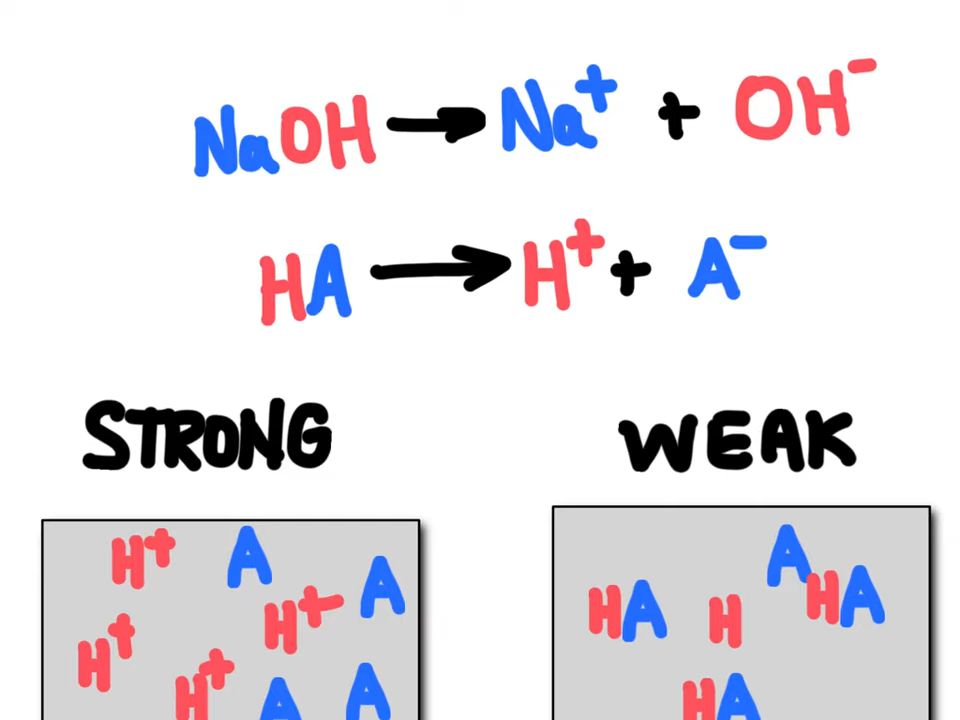 NaOH → Na⁺ + OH⁻
HA → H⁺ + A⁻
STRONG WEAK
H⁺ A A
H⁺ H⁺
H⁺ A A
A HA
HA H
HA